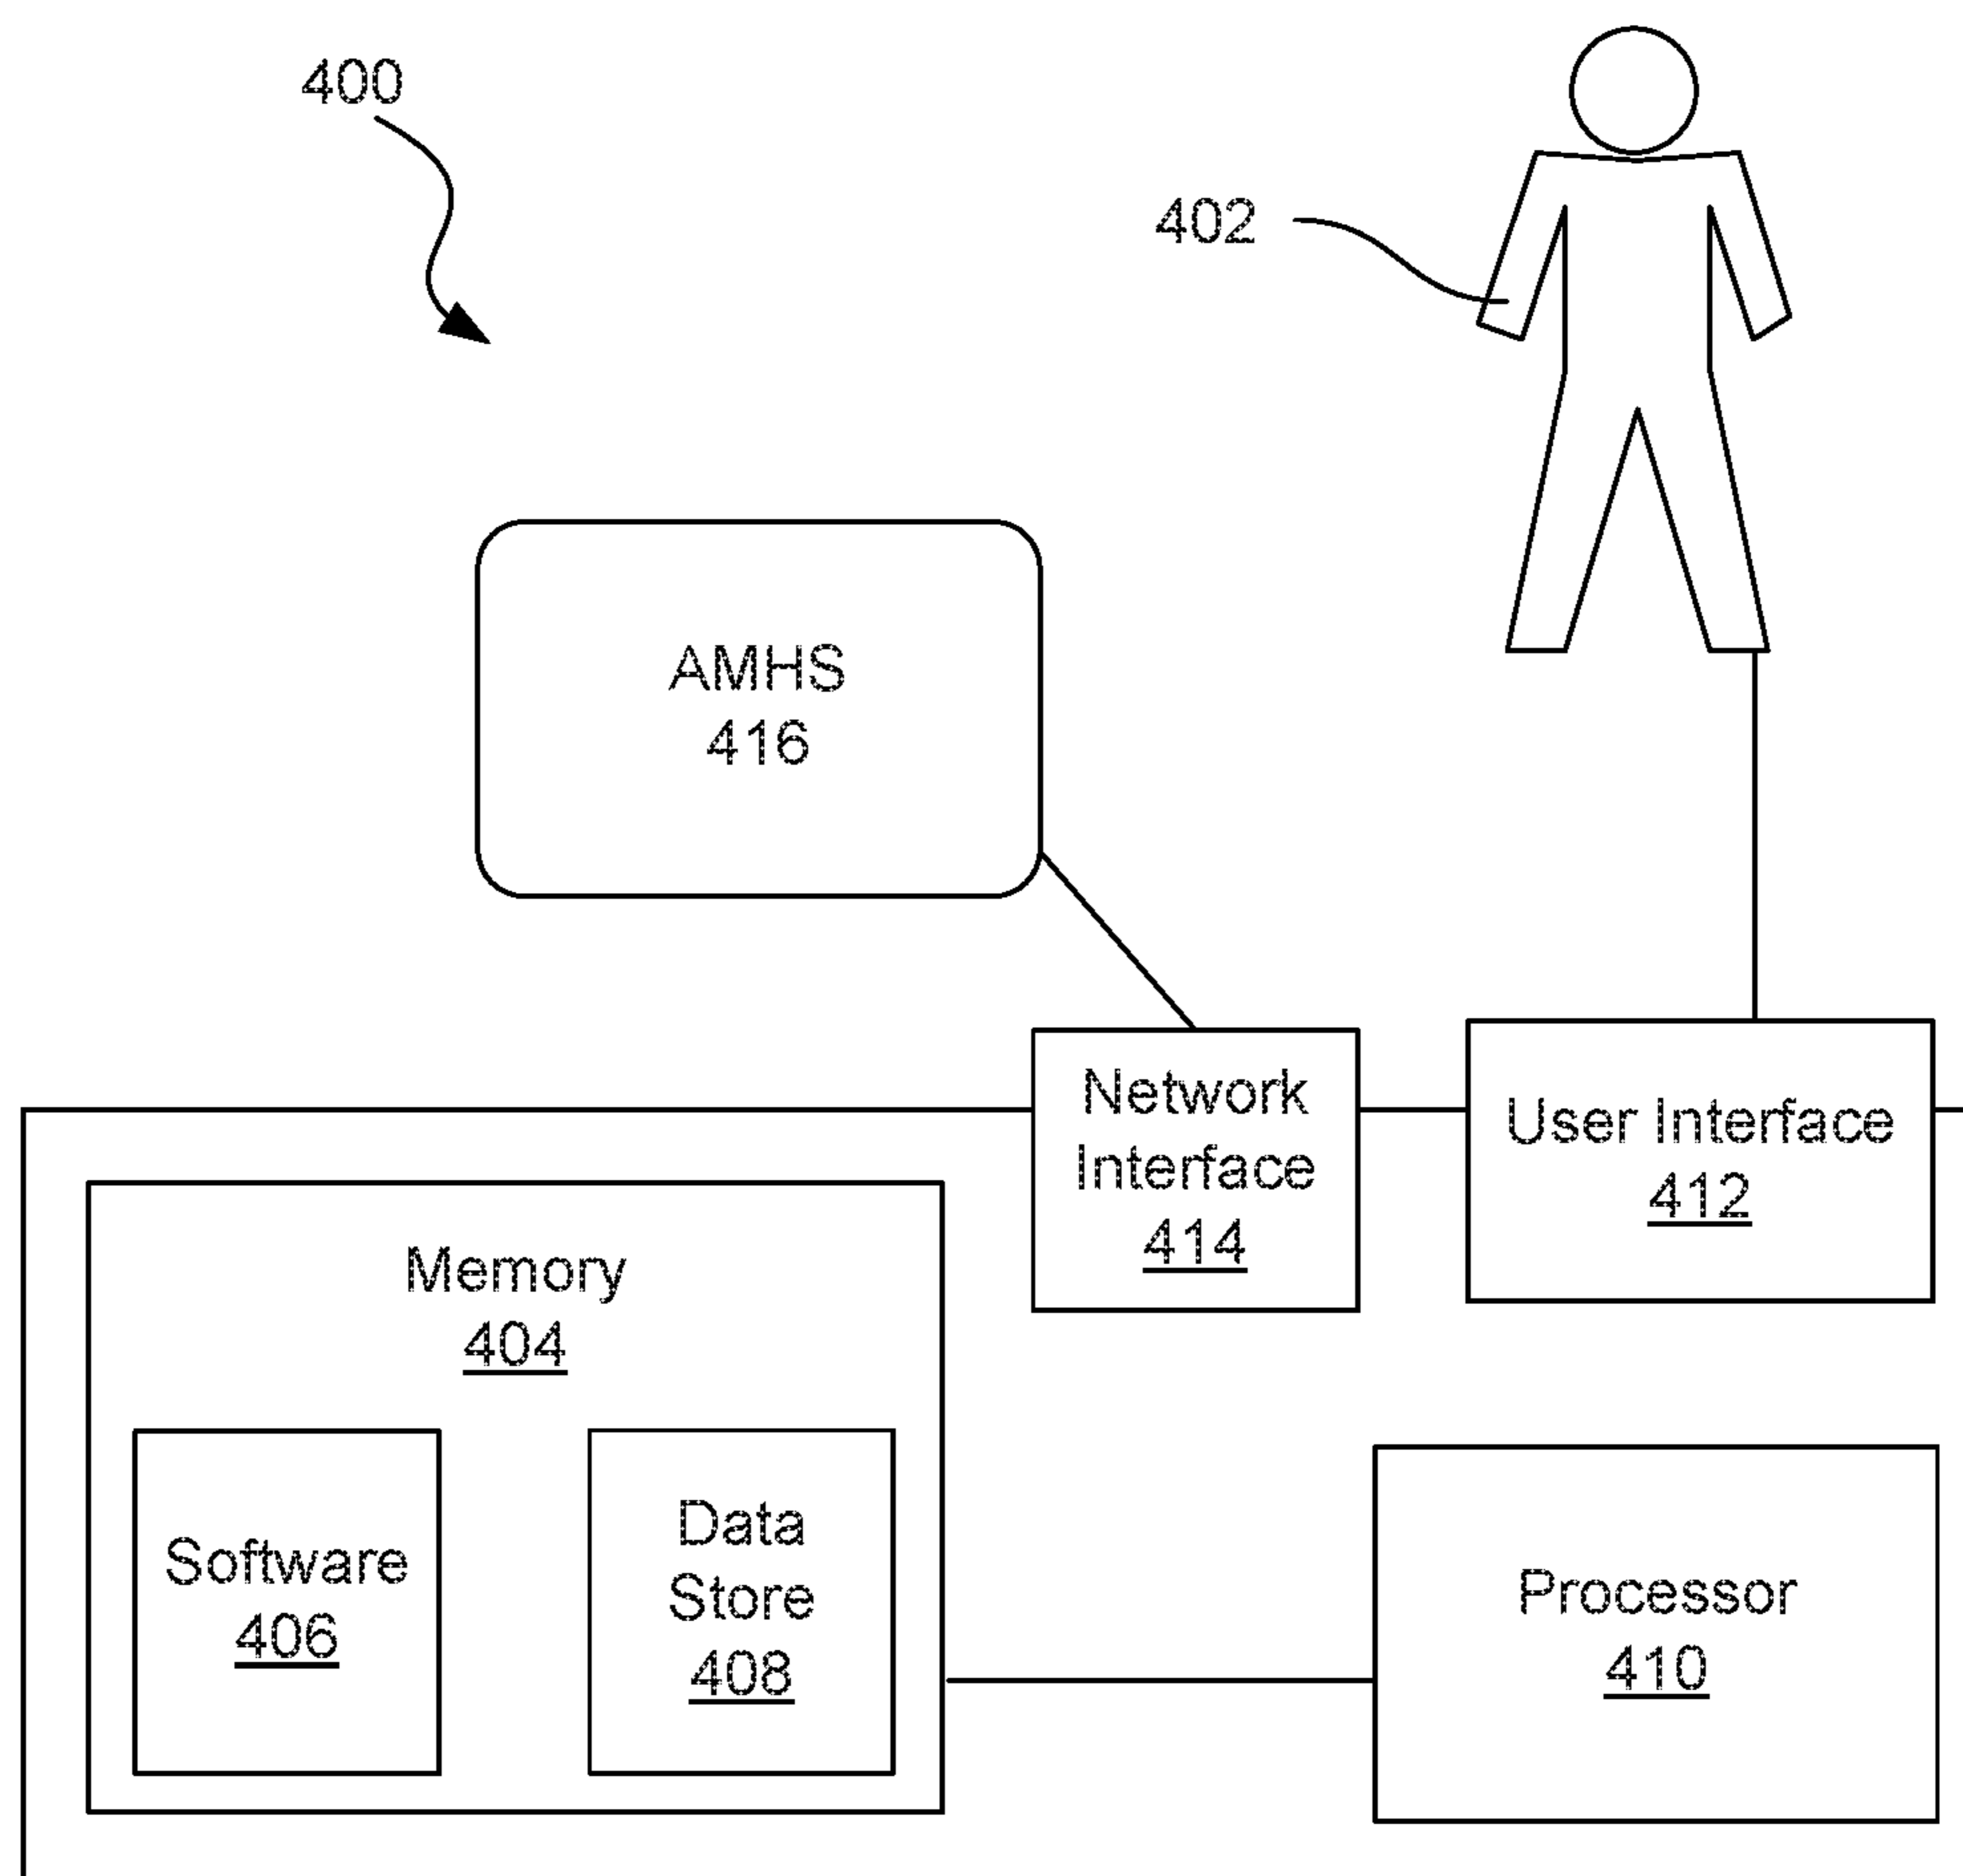 400
402
AMHS
416
Network
Interface
414
User Interface
412
Memory
404
Software
406
Data
Store
408
Processor
410